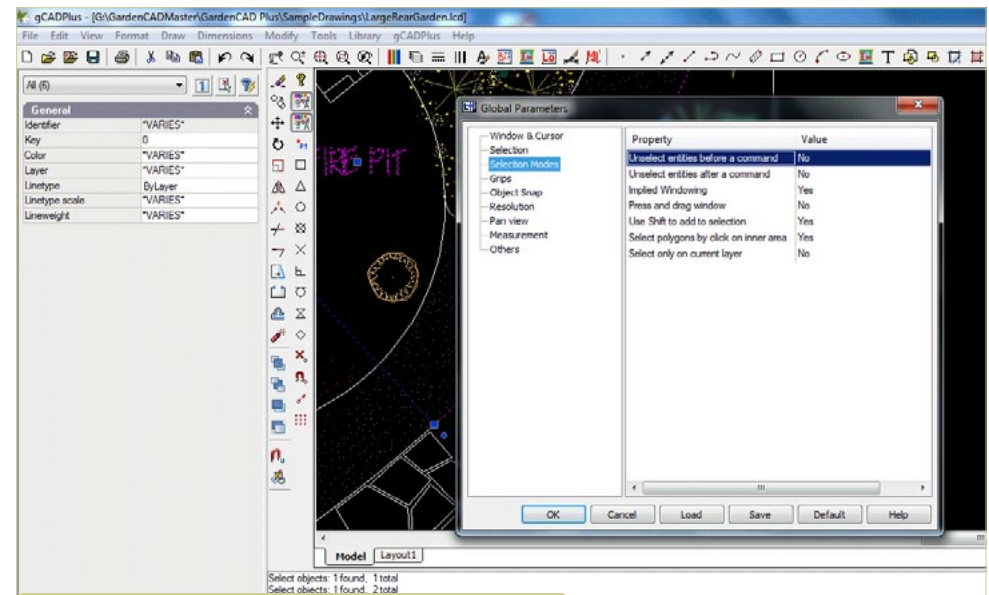 gCADPlus - [G:\GardenCADMaster\GardenCAD Plus\SampleDrawings\LargeRearGarden.lcd]
File Edit View Format Draw Dimensions Modify Tools Library gCADPlus Help
All (6)
General
Identifier *VARIES*
Key 0
Color *VARIES*
Layer *VARIES*
Linetype ByLayer
Linetype scale *VARIES*
Lineweight *VARIES*
FIRE PIT
Global Parameters
Window & Cursor
Selection
Selection Modes
Grips
Object Snap
Resolution
Pan view
Measurement
Others
Property Value
Unselect entities before a command No
Unselect entities after a command No
Implied Windowing Yes
Press and drag window No
Use Shift to add to selection Yes
Select polygons by click on inner area Yes
Select only on current layer No
OK Cancel Load Save Default Help
Model Layout1
Select objects: 1 found, 1 total
Select objects: 1 found, 2 total